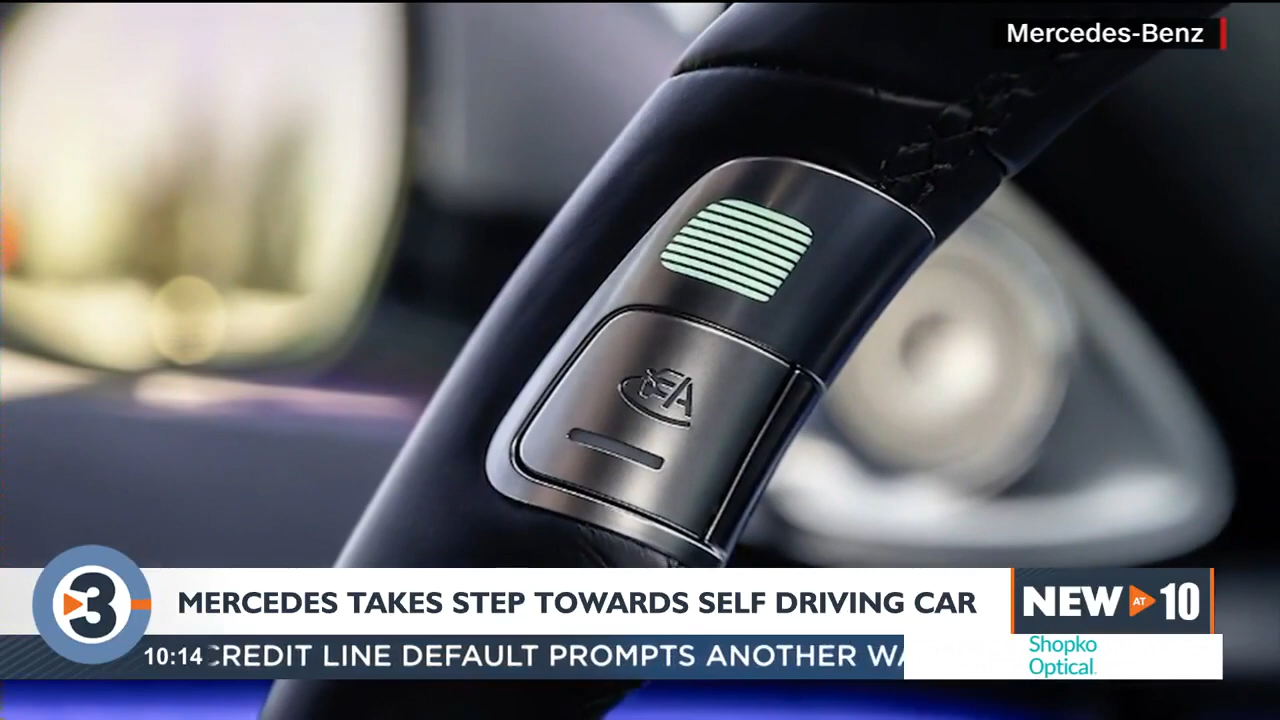 Mercedes-Benz
A
3
MERCEDES TAKES STEP TOWARDS SELF DRIVING CAR
NEW AT 10
10:14
CREDIT LINE DEFAULT PROMPTS ANOTHER
Shopko
Optical